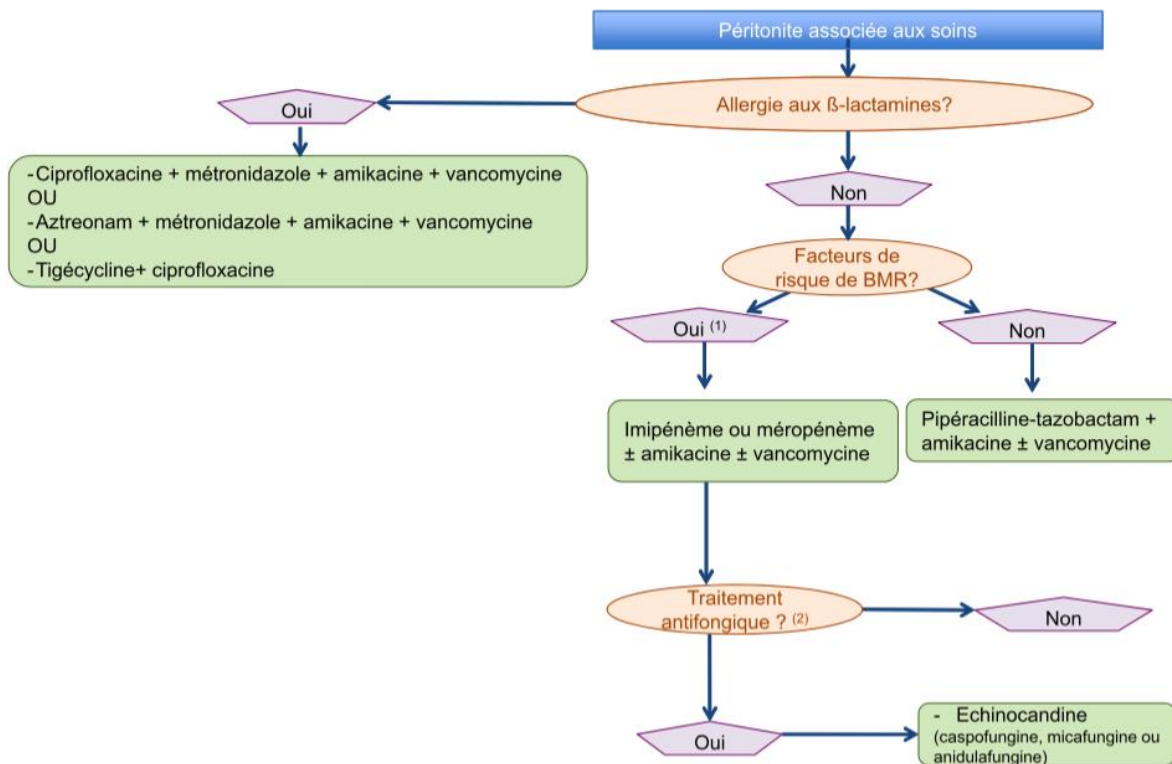 Péritonite associée aux soins
Allergie aux ß-lactamines?
Oui
-Ciprofloxacine + métronidazole + amikacine + vancomycine
OU
-Aztreonam + métronidazole + amikacine + vancomycine
OU
-Tigécycline+ ciprofloxacine
Non
Facteurs de
risque de BMR?
Oui (1)
Non
Imipénème ou méropénème
± amikacine ± vancomycine
Pipéracilline-tazobactam +
amikacine ± vancomycine
Traitement
antifongique ? (2)
Non
Oui
- Echinocandine
(caspofungine, micafungine ou
anidulafungine)